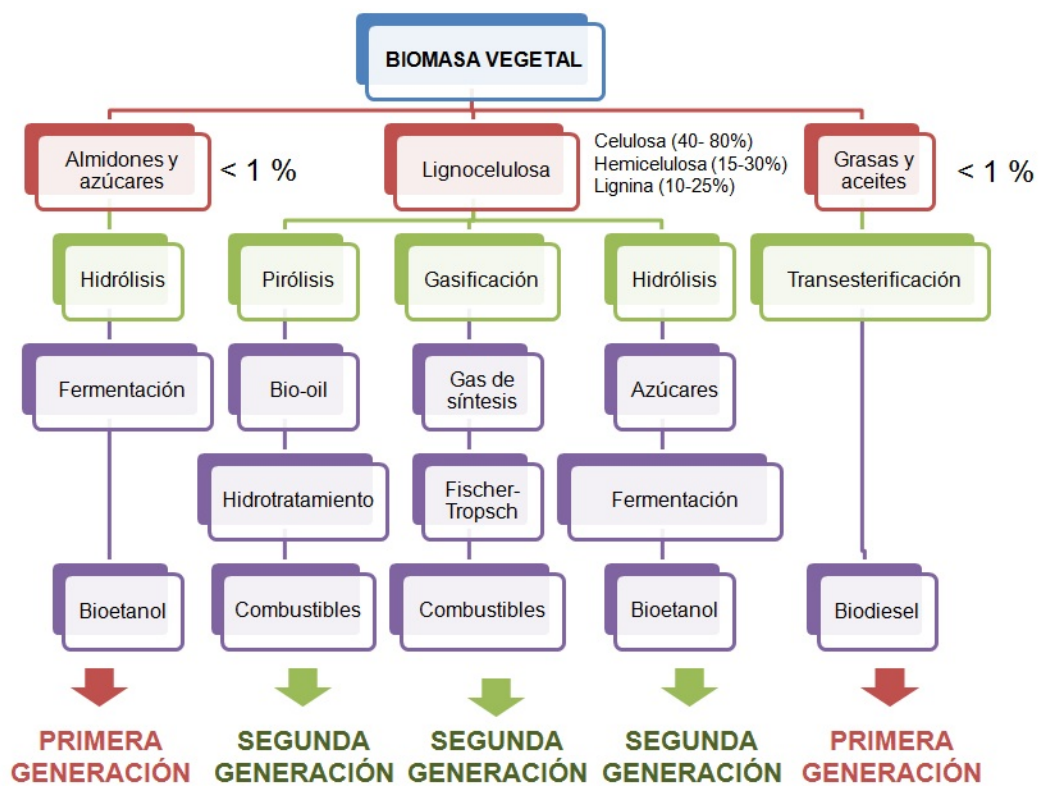 BIOMASA VEGETAL
Almidones y
azúcares
< 1 %
Lignocelulosa
Celulosa (40- 80%)
Hemicelulosa (15-30%)
Lignina (10-25%)
Grasas y
aceites
< 1 %
Hidrólisis
Pirólisis
Gasificación
Hidrólisis
Transesterificación
Fermentación
Bio-oil
Gas de
síntesis
Azúcares
Hidrotratamiento
Fischer-
Tropsch
Fermentación
Bioetanol
Combustibles
Combustibles
Bioetanol
Biodiesel
PRIMERA
GENERACIÓN
SEGUNDA
GENERACIÓN
SEGUNDA
GENERACIÓN
SEGUNDA
GENERACIÓN
PRIMERA
GENERACIÓN